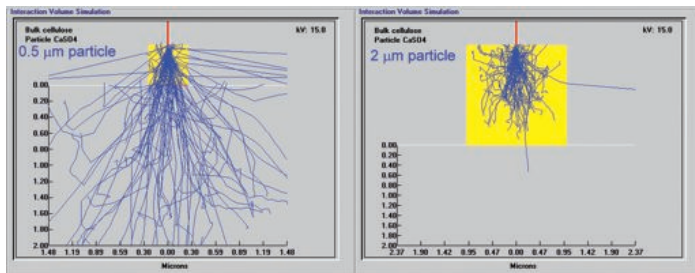 Interaction Volume Simulation
Bulk cellulose
Particle CaSO4
kV: 15.0
0.5 μm particle
0.00
0.20
0.40
0.60
0.80
1.00
1.20
1.40
1.60
1.80
2.00
1.48 1.19 0.89 0.59 0.30 0.00 0.30 0.59 0.89 1.19 1.48
Microns
Interaction Volume Simulation
Bulk cellulose
Particle CaSO4
kV: 15.0
2 μm particle
0.00
0.20
0.40
0.60
0.80
1.00
1.20
1.40
1.60
1.80
2.00
2.37 1.90 1.42 0.95 0.47 0.00 0.47 0.95 1.42 1.90 2.37
Microns